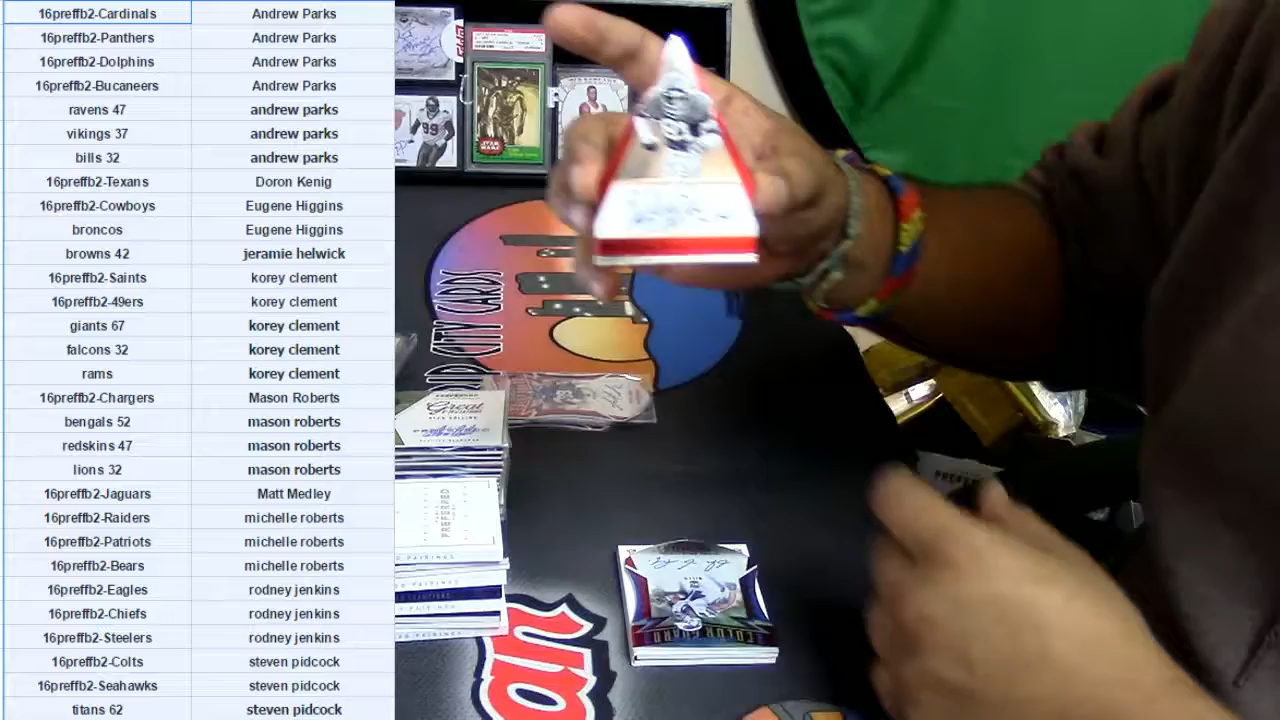 16preffb2-Cardinals Andrew Parks
16preffb2-Panthers Andrew Parks
16preffb2-Dolphins Andrew Parks
16preffb2-Bucaneers Andrew Parks
ravens 47 andrew parks
vikings 37 andrew parks
bills 32 andrew parks
16preffb2-Texans Doron Kenig
16preffb2-Cowboys Eugene Higgins
broncos Eugene Higgins
browns 42 jeramie helwick
16preffb2-Saints korey clement
16preffb2-49ers korey clement
giants 67 korey clement
falcons 32 korey clement
rams korey clement
16preffb2-Chargers Mason Roberts
bengals 52 mason roberts
redskins 47 mason roberts
lions 32 mason roberts
16preffb2-Jaguars Matt Medley
16preffb2-Raiders michelle roberts
16preffb2-Patriots michelle roberts
16preffb2-Bears michelle roberts
16preffb2-Eagles rodney jenkins
16preffb2-Chiefs rodney jenkins
16preffb2-Steelers rodney jenkins
16preffb2-Colts steven pidcock
16preffb2-Seahawks steven pidcock
titans 62 steven pidcock
STAR WARS
99
CITY CARDS
Great
PAIRINGS
COLOR GUARD